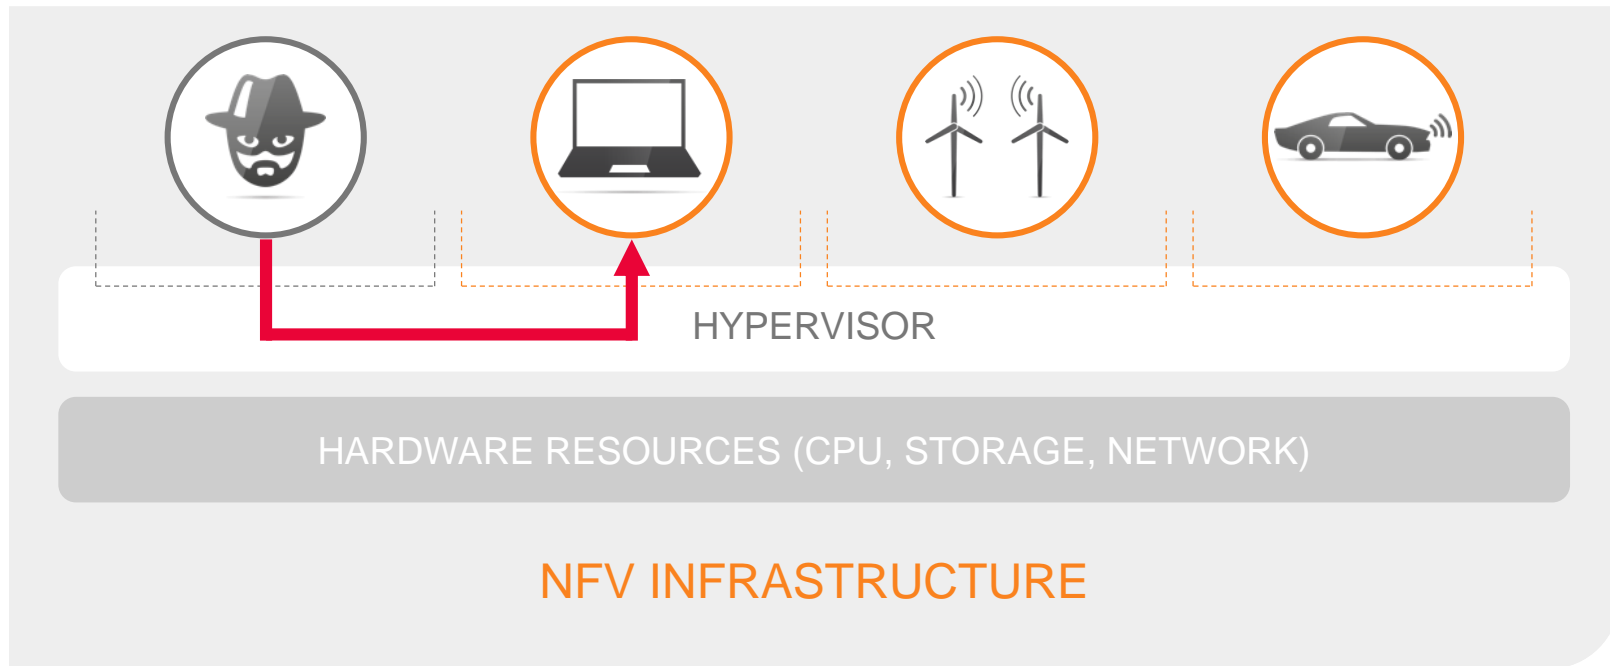 HYPERVISOR
HARDWARE RESOURCES (CPU, STORAGE, NETWORK)
NFV INFRASTRUCTURE